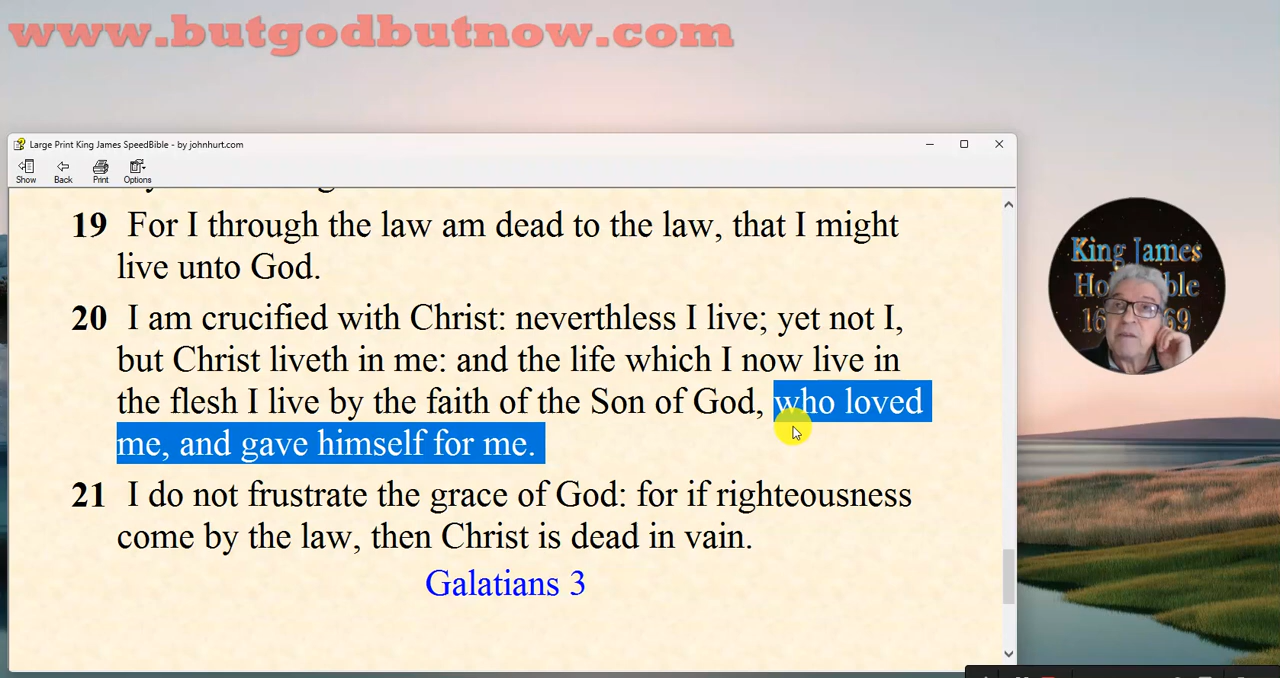 www.butgodbutnow.com
Large Print King James SpeedBible - by johnhurt.com
Show Back Print Options
19 For I through the law am dead to the law, that I might
live unto God.
20 I am crucified with Christ: neverthless I live; yet not I,
but Christ liveth in me: and the life which I now live in
the flesh I live by the faith of the Son of God, who loved
me, and gave himself for me.
21 I do not frustrate the grace of God: for if righteousness
come by the law, then Christ is dead in vain.
Galatians 3
King James